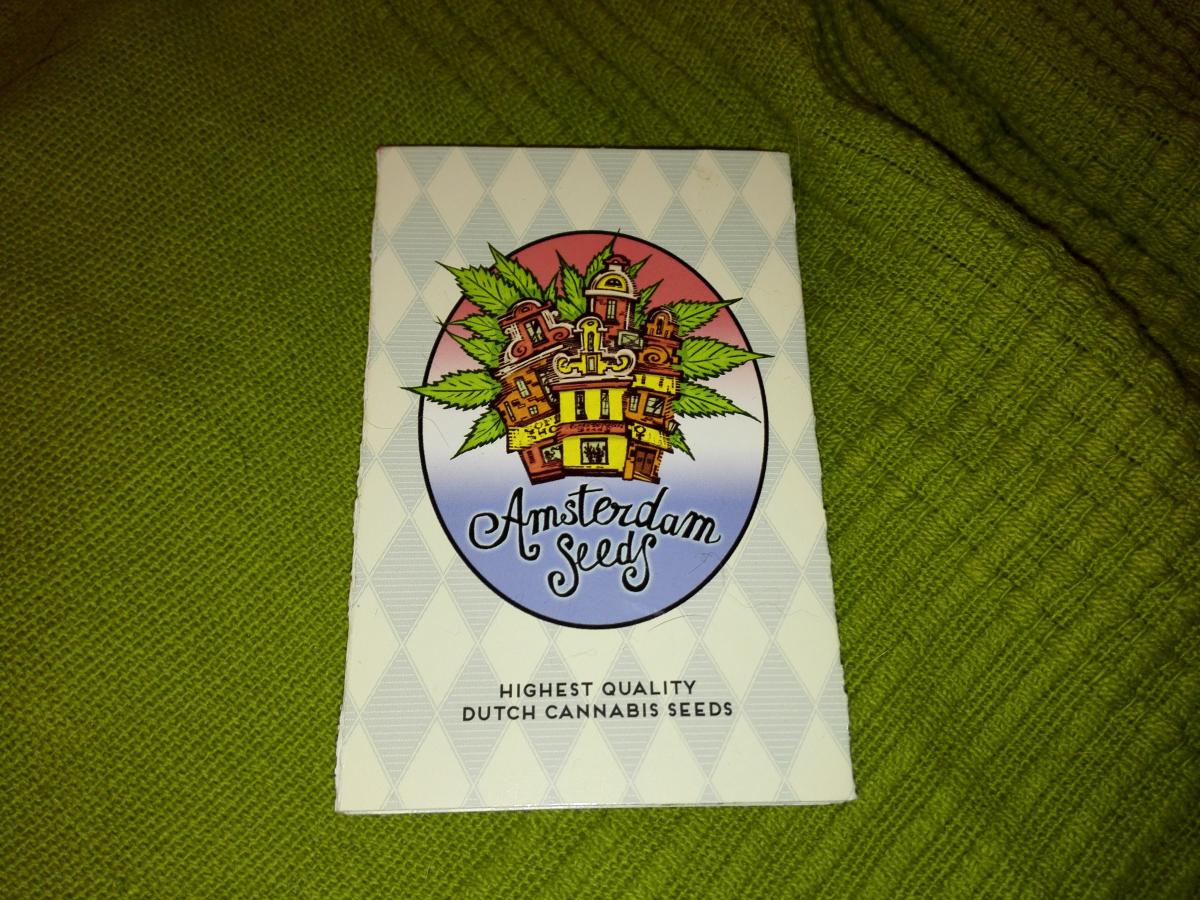 Amsterdam
Seeds
HIGHEST QUALITY
DUTCH CANNABIS SEEDS